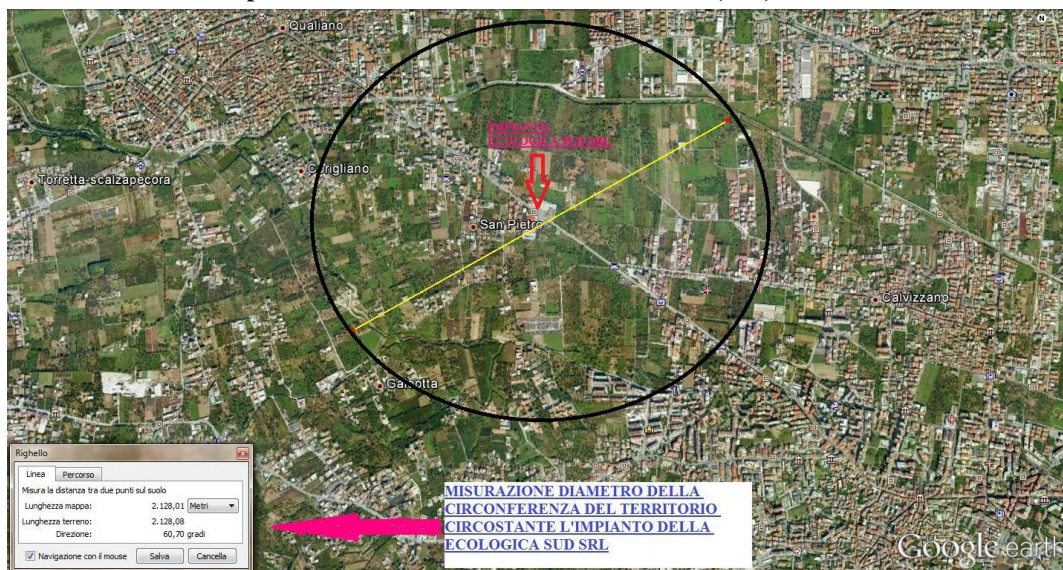 Qualiano
IMPIANTO
ECOLOGICA SUD SRL
Corigliano
Torretta-scalzapecora
San Pietro
Calvizzano
Galeotta
Righello
Linea Percorso
Misura la distanza tra due punti sul suolo
Lunghezza mappa: 2.128,01 Metri
Lunghezza terreno: 2.128,08
Direzione: 60,70 gradi
Navigazione con il mouse Salva Cancella
MISURAZIONE DIAMETRO DELLA
CIRCONFERENZA DEL TERRITORIO
CIRCOSTANTE L'IMPIANTO DELLA
ECOLOGICA SUD SRL
Google earth